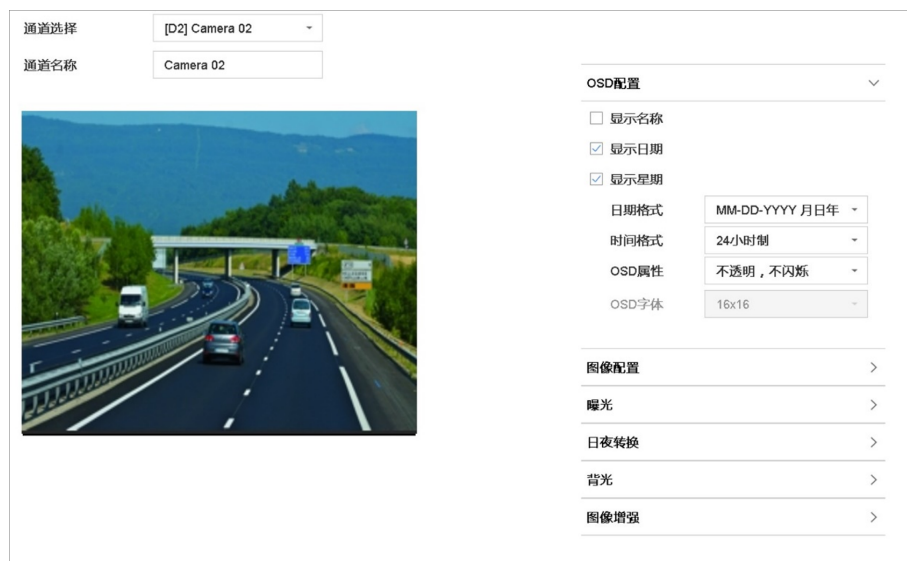 通道选择
[D2] Camera 02
通道名称
Camera 02
OSD配置
显示名称
显示日期
显示星期
日期格式
MM-DD-YYYY 月日年
时间格式
24小时制
OSD属性
不透明，不闪烁
OSD字体
16x16
图像配置
曝光
日夜转换
背光
图像增强